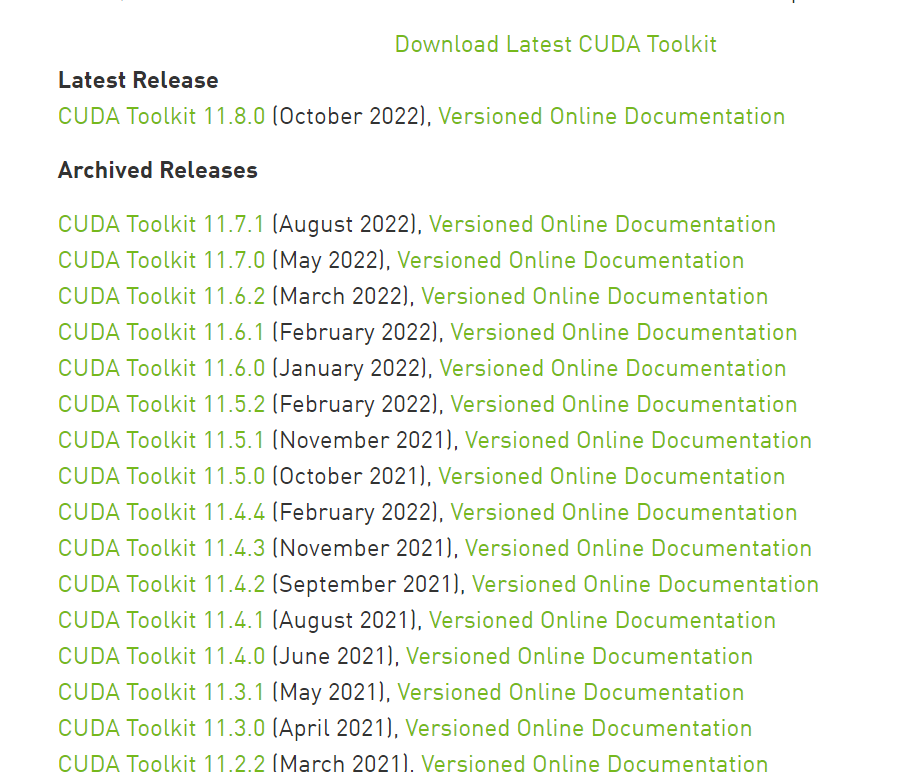 Download Latest CUDA Toolkit
Latest Release
CUDA Toolkit 11.8.0 (October 2022), Versioned Online Documentation
Archived Releases
CUDA Toolkit 11.7.1 (August 2022), Versioned Online Documentation
CUDA Toolkit 11.7.0 (May 2022), Versioned Online Documentation
CUDA Toolkit 11.6.2 (March 2022), Versioned Online Documentation
CUDA Toolkit 11.6.1 (February 2022), Versioned Online Documentation
CUDA Toolkit 11.6.0 (January 2022), Versioned Online Documentation
CUDA Toolkit 11.5.2 (February 2022), Versioned Online Documentation
CUDA Toolkit 11.5.1 (November 2021), Versioned Online Documentation
CUDA Toolkit 11.5.0 (October 2021), Versioned Online Documentation
CUDA Toolkit 11.4.4 (February 2022), Versioned Online Documentation
CUDA Toolkit 11.4.3 (November 2021), Versioned Online Documentation
CUDA Toolkit 11.4.2 (September 2021), Versioned Online Documentation
CUDA Toolkit 11.4.1 (August 2021), Versioned Online Documentation
CUDA Toolkit 11.4.0 (June 2021), Versioned Online Documentation
CUDA Toolkit 11.3.1 (May 2021), Versioned Online Documentation
CUDA Toolkit 11.3.0 (April 2021), Versioned Online Documentation
CUDA Toolkit 11.2.2 (March 2021), Versioned Online Documentation